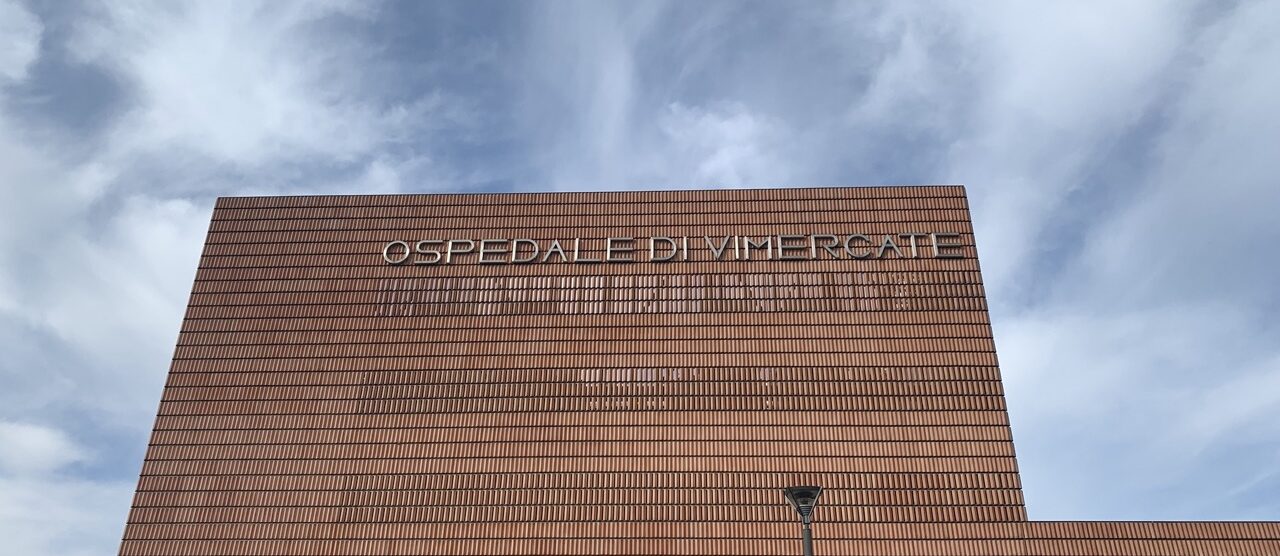 OSPEDALE DI VIMERCATE